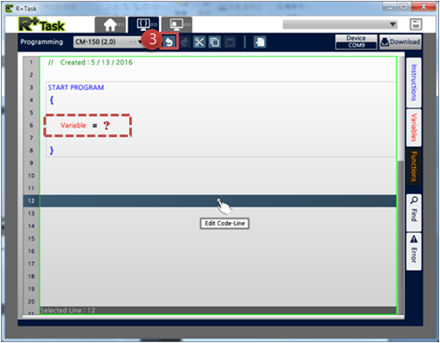 R+Task
R+Task
Programming
CM-150 (2.0)
3
Device
COM9
Download
1
// Created : 5 / 13 / 2016
2
3
START PROGRAM
4
{
5
6
Variable = ?
7
8
}
9
10
11
12
Edit Code-Line
13
14
15
16
17
18
19
20
21
Selected Line : 12
Instructions
Variables
Functions
Find
Error